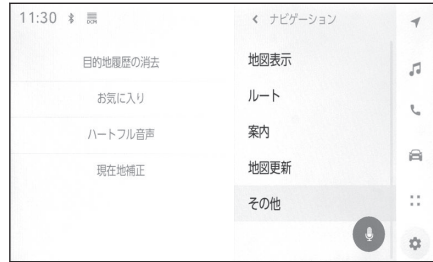 11:30
目的地履歴の消去
お気に入り
ハートフル音声
現在地補正
ナビゲーション
地図表示
ルート
案内
地図更新
その他